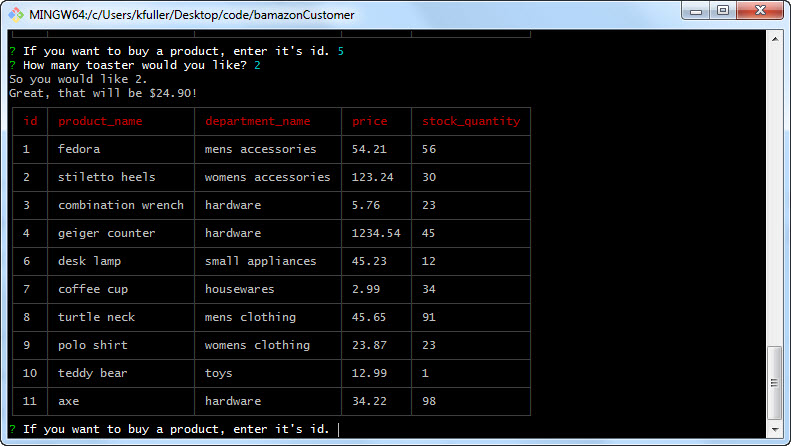 MINGW64:/c/Users/kfuller/Desktop/code/bamazonCustomer
? If you want to buy a product, enter it's id. 5
? How many toaster would you like? 2
So you would like 2.
Great, that will be $24.90!
id product_name department_name price stock_quantity
1 fedora mens accessories 54.21 56
2 stiletto heels womens accessories 123.24 30
3 combination wrench hardware 5.76 23
4 geiger counter hardware 1234.54 45
6 desk lamp small appliances 45.23 12
7 coffee cup housewares 2.99 34
8 turtle neck mens clothing 45.65 91
9 polo shirt womens clothing 23.87 23
10 teddy bear toys 12.99 1
11 axe hardware 34.22 98
? If you want to buy a product, enter it's id.